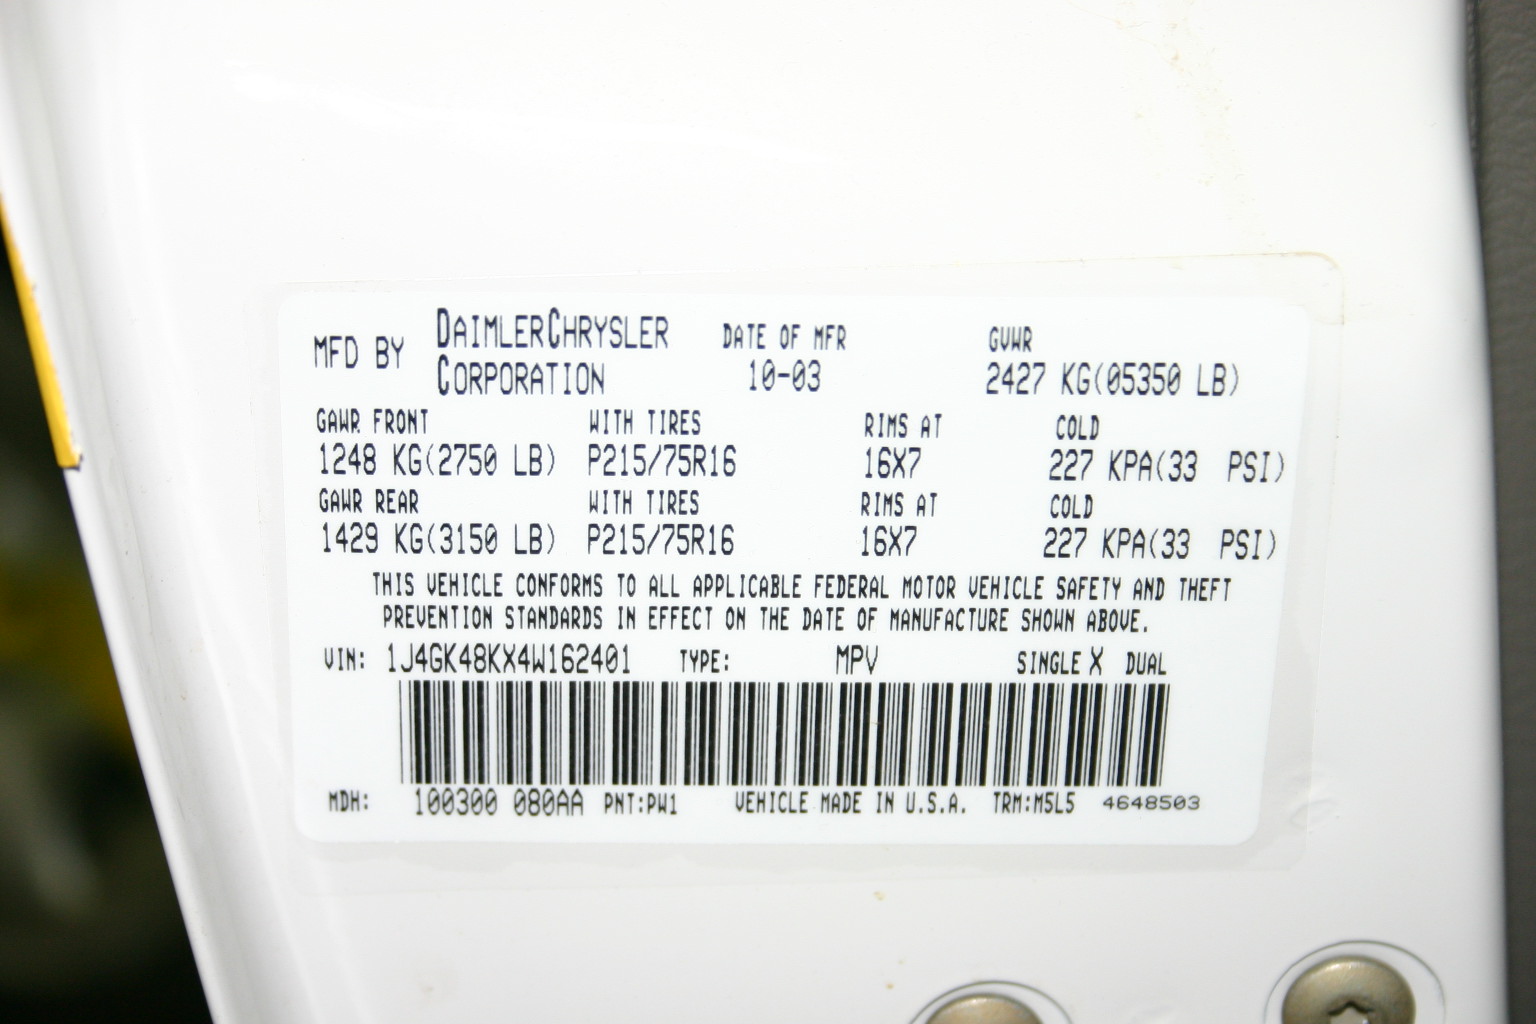 MFD BY DAIMLERCHRYSLER CORPORATION DATE OF MFR 10-03 GVWR 2427 KG(05350 LB)
GAWR FRONT WITH TIRES RIMS AT COLD
1248 KG(2750 LB) P215/75R16 16X7 227 KPA(33 PSI)
GAWR REAR WITH TIRES RIMS AT COLD
1429 KG(3150 LB) P215/75R16 16X7 227 KPA(33 PSI)
THIS VEHICLE CONFORMS TO ALL APPLICABLE FEDERAL MOTOR VEHICLE SAFETY AND THEFT
PREVENTION STANDARDS IN EFFECT ON THE DATE OF MANUFACTURE SHOWN ABOVE.
VIN: 1J4GK48KX4W162401 TYPE: MPV SINGLE X DUAL
MDH: 100300 080AA PNT:PW1 VEHICLE MADE IN U.S.A. TRM:M5L5 4648503